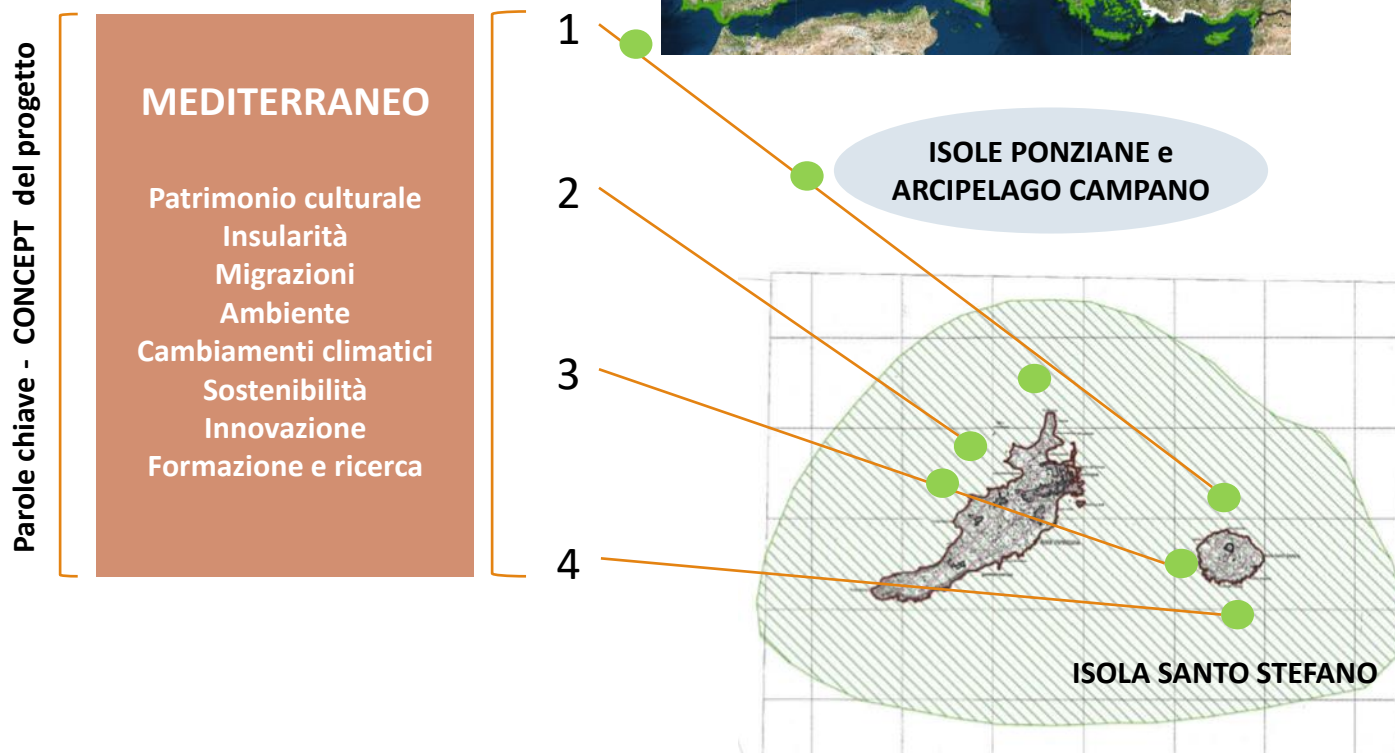 Parole chiave - CONCEPT del progetto
MEDITERRANEO
Patrimonio culturale
Insularità
Migrazioni
Ambiente
Cambiamenti climatici
Sostenibilità
Innovazione
Formazione e ricerca
1
2
3
4
ISOLE PONZIANE e
ARCIPELAGO CAMPANO
ISOLA SANTO STEFANO